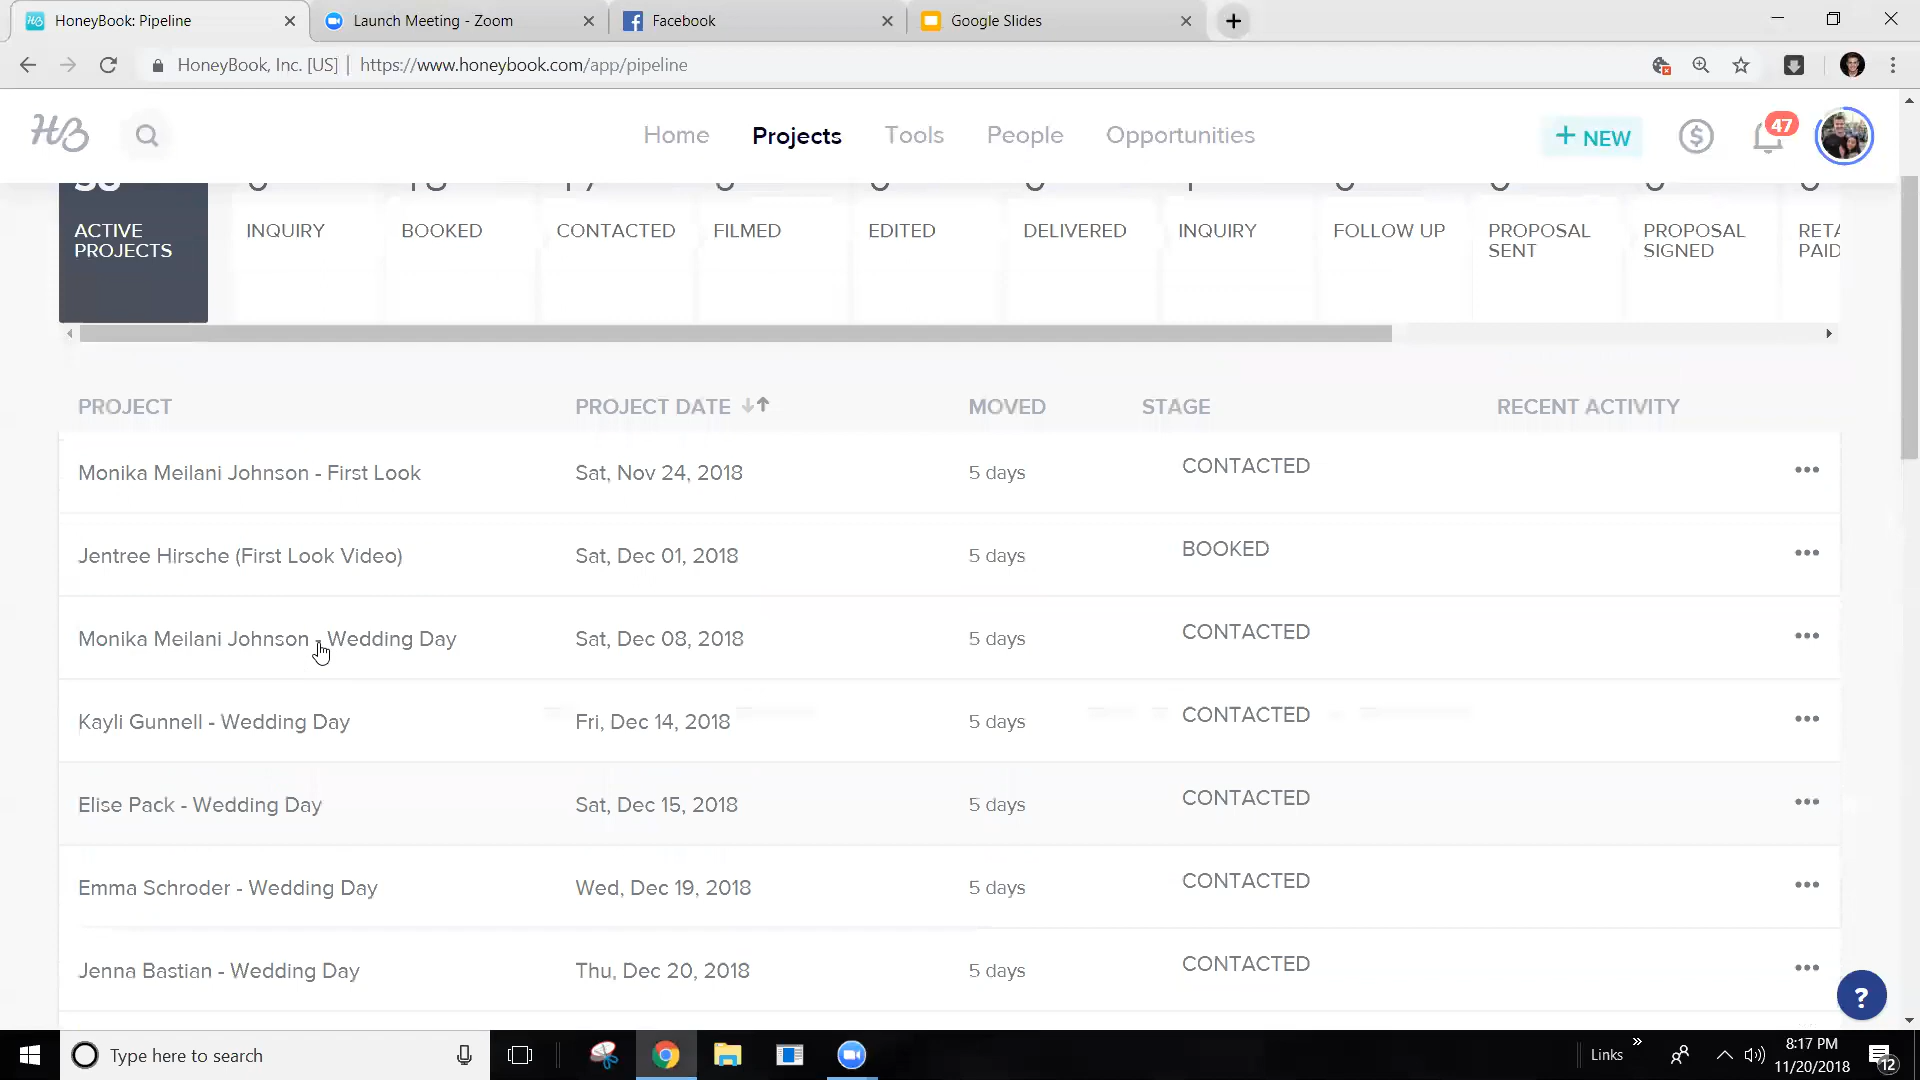 HoneyBook: Pipeline
Launch Meeting - Zoom
Facebook
Google Slides
HoneyBook, Inc. [US] | https://www.honeybook.com/app/pipeline
HB
Home
Projects
Tools
People
Opportunities
+ NEW
47
ACTIVE
PROJECTS
INQUIRY
BOOKED
CONTACTED
FILMED
EDITED
DELIVERED
INQUIRY
FOLLOW UP
PROPOSAL
SENT
PROPOSAL
SIGNED
RETA
PAID
PROJECT PROJECT DATE MOVED STAGE RECENT ACTIVITY
Monika Meilani Johnson - First Look Sat, Nov 24, 2018 5 days CONTACTED
Jentree Hirsche (First Look Video) Sat, Dec 01, 2018 5 days BOOKED
Monika Meilani Johnson - Wedding Day Sat, Dec 08, 2018 5 days CONTACTED
Kayli Gunnell - Wedding Day Fri, Dec 14, 2018 5 days CONTACTED
Elise Pack - Wedding Day Sat, Dec 15, 2018 5 days CONTACTED
Emma Schroder - Wedding Day Wed, Dec 19, 2018 5 days CONTACTED
Jenna Bastian - Wedding Day Thu, Dec 20, 2018 5 days CONTACTED
?
Type here to search
Links
8:17 PM
11/20/2018
12